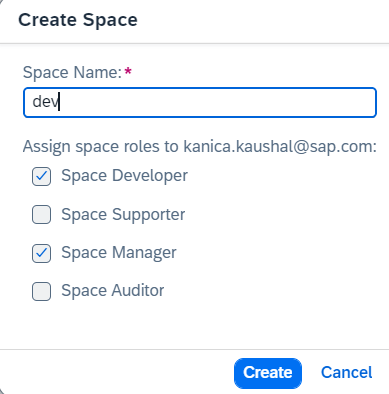 Create Space
Space Name:*
dev
Assign space roles to kanica.kaushal@sap.com:
Space Developer
Space Supporter
Space Manager
Space Auditor
Create Cancel